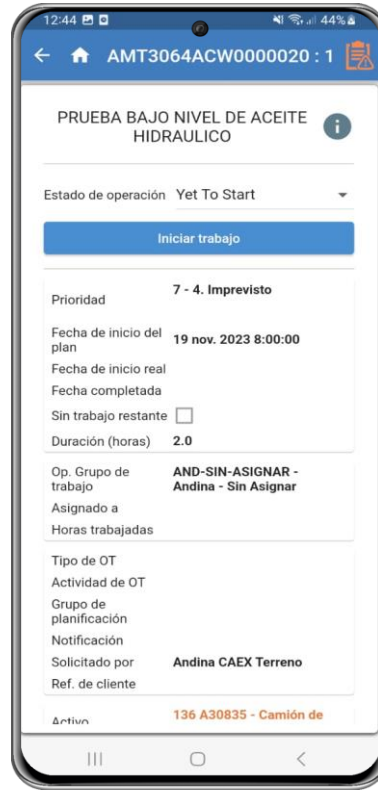 12:44 44%
AMT3064ACW0000020 : 1
PRUEBA BAJO NIVEL DE ACEITE
HIDRAULICO
i
Estado de operación Yet To Start
Iniciar trabajo
Prioridad 7 - 4. Imprevisto
Fecha de inicio del
plan 19 nov. 2023 8:00:00
Fecha de inicio real
Fecha completada
Sin trabajo restante
Duración (horas) 2.0
Op. Grupo de AND-SIN-ASIGNAR -
trabajo Andina - Sin Asignar
Asignado a
Horas trabajadas
Tipo de OT
Actividad de OT
Grupo de
planificación
Notificación
Solicitado por Andina CAEX Terreno
Ref. de cliente
Activo 136 A30835 - Camión de